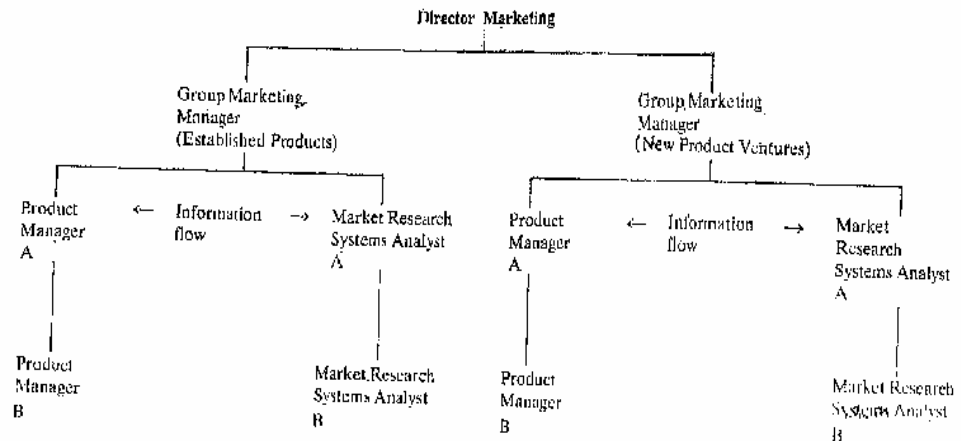 Director Marketing
Group Marketing
Manager
(Established Products)
Group Marketing
Manager
(New Product Ventures)
Product
Manager
A
← Information →
flow
Market Research
Systems Analyst
A
Product
Manager
A
← Information →
flow
Market
Research
Systems Analyst
A
Product
Manager
B
Market Research
Systems Analyst
B
Product
Manager
B
Market Research
Systems Analyst
B